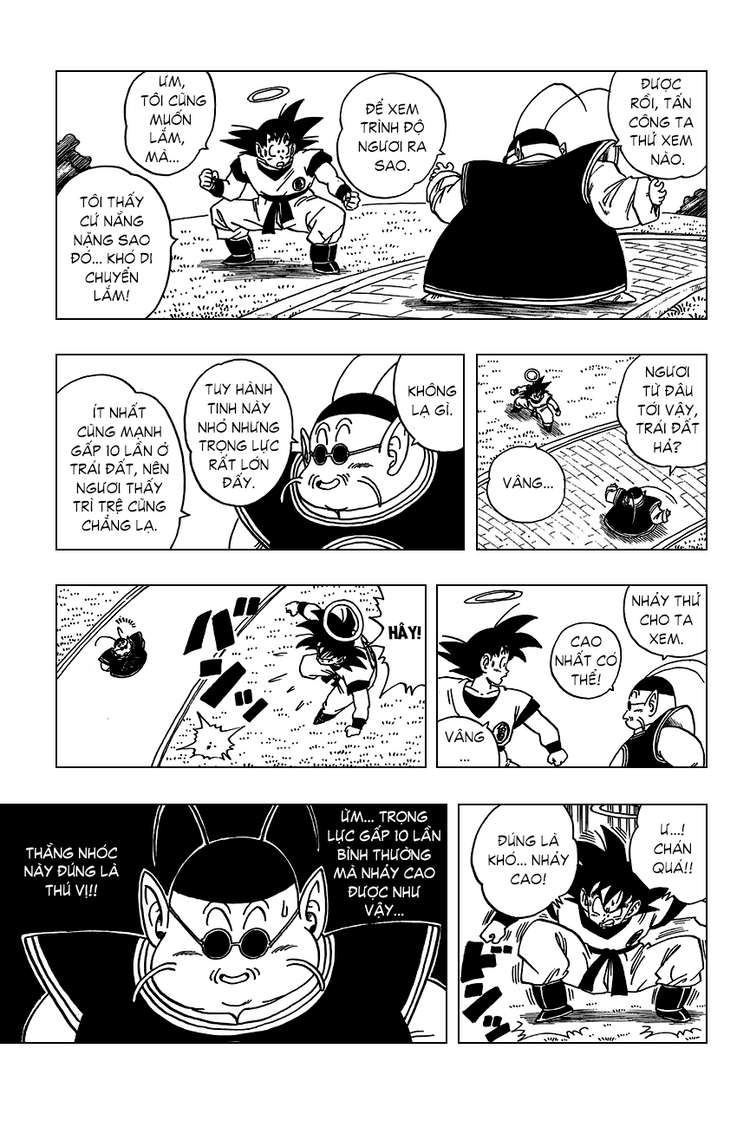 ĐƯỢC
RỒI, TẤN
CÔNG TA
THỬ XEM
NÀO.
ĐỂ XEM
TRÌNH ĐỘ
NGƯƠI RA
SAO.
ỪM,
TÔI CŨNG
MUỐN
LẮM,
MÀ...
TÔI THẤY
CỨ NẰNG
NẶNG SAO
ĐÓ... KHÓ DI
CHUYỂN
LẮM!
NGƯƠI
TỪ ĐÂU
TỚI VẬY,
TRÁI ĐẤT
HẢ?
VÂNG...
KHÔNG
LẠ GÌ.
TUY HÀNH
TINH NÀY
NHỎ NHƯNG
TRỌNG LỰC
RẤT LỚN
ĐẤY.
ÍT NHẤT
CŨNG MẠNH
GẤP 10 LẦN Ở
TRÁI ĐẤT, NÊN
NGƯƠI THẤY
TRÌ TRỆ CŨNG
CHẲNG LẠ.
NHẢY THỬ
CHO TA
XEM.
CAO
NHẤT CÓ
THỂ!
VÂNG
...
HÂY!
Ư...!
CHÁN
QUÁ!!
ĐÚNG LÀ
KHÓ... NHẢY
CAO!
ỪM... TRỌNG
LỰC GẤP 10 LẦN
BÌNH THƯỜNG
MÀ NHẢY CAO
ĐƯỢC NHƯ
VẬY...
THẰNG NHÓC
NÀY ĐÚNG LÀ
THÚ VỊ!!